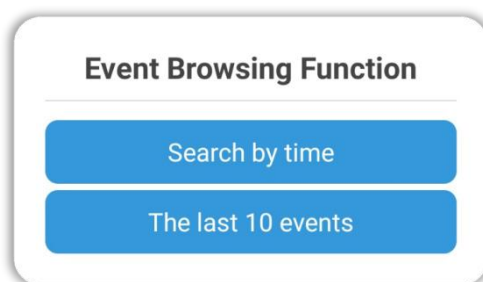 Event Browsing Function
Search by time
The last 10 events